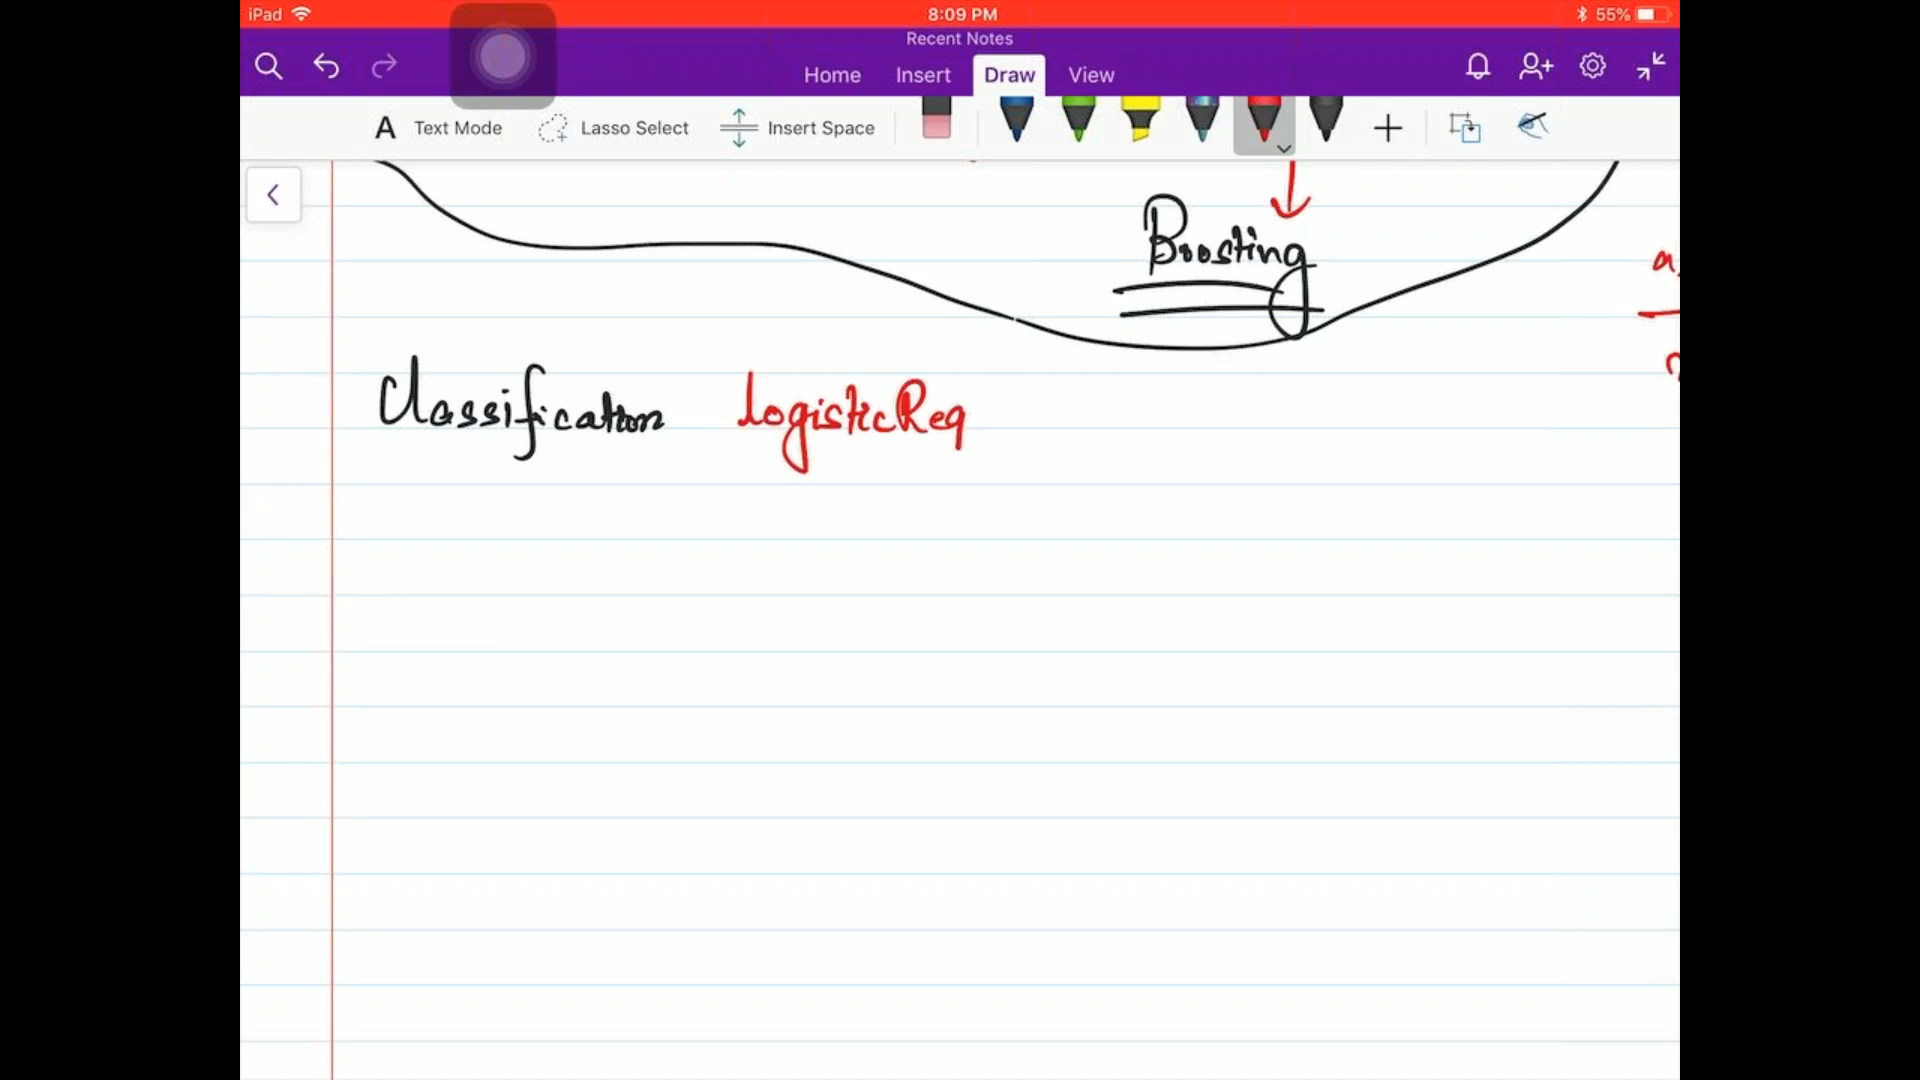 iPad 8:09 PM 55%
Recent Notes
Home Insert Draw View
A Text Mode Lasso Select Insert Space
Boosting
Classification LogisticReg